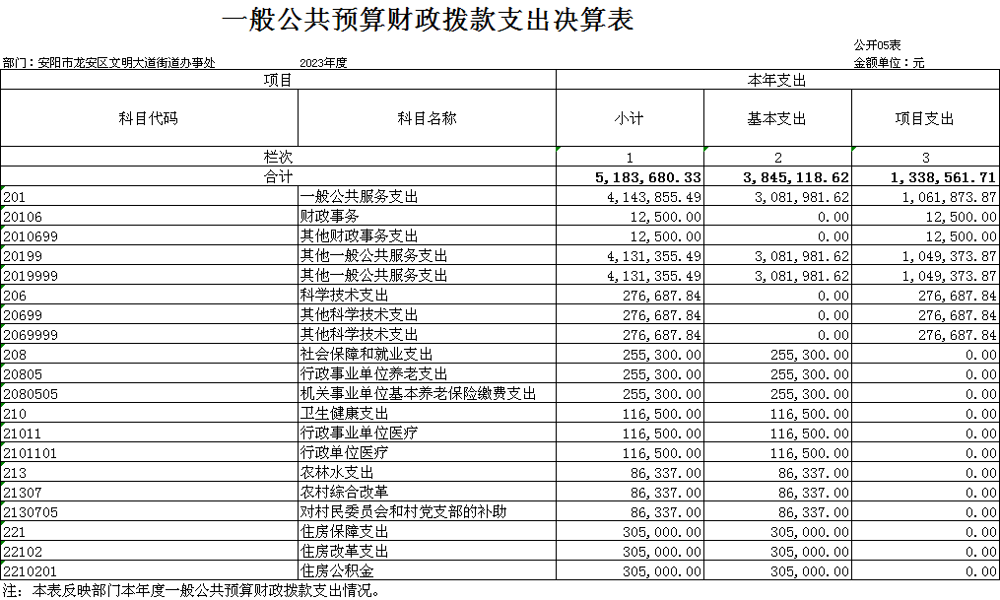 一般公共预算财政拨款支出决算表
公开05表
部门：安阳市龙安区文明大道街道办事处 2023年度 金额单位：元
项目 本年支出
科目代码 科目名称 小计 基本支出 项目支出
栏次 1 2 3
合计 5,183,680.33 3,845,118.62 1,338,561.71
201 一般公共服务支出 4,143,855.49 3,081,981.62 1,061,873.87
20106 财政事务 12,500.00 0.00 12,500.00
2010699 其他财政事务支出 12,500.00 0.00 12,500.00
20199 其他一般公共服务支出 4,131,355.49 3,081,981.62 1,049,373.87
2019999 其他一般公共服务支出 4,131,355.49 3,081,981.62 1,049,373.87
206 科学技术支出 276,687.84 0.00 276,687.84
20699 其他科学技术支出 276,687.84 0.00 276,687.84
2069999 其他科学技术支出 276,687.84 0.00 276,687.84
208 社会保障和就业支出 255,300.00 255,300.00 0.00
20805 行政事业单位养老支出 255,300.00 255,300.00 0.00
2080505 机关事业单位基本养老保险缴费支出 255,300.00 255,300.00 0.00
210 卫生健康支出 116,500.00 116,500.00 0.00
21011 行政事业单位医疗 116,500.00 116,500.00 0.00
2101101 行政单位医疗 116,500.00 116,500.00 0.00
213 农林水支出 86,337.00 86,337.00 0.00
21307 农村综合改革 86,337.00 86,337.00 0.00
2130705 对村民委员会和村党支部的补助 86,337.00 86,337.00 0.00
221 住房保障支出 305,000.00 305,000.00 0.00
22102 住房改革支出 305,000.00 305,000.00 0.00
2210201 住房公积金 305,000.00 305,000.00 0.00
注：本表反映部门本年度一般公共预算财政拨款支出情况。